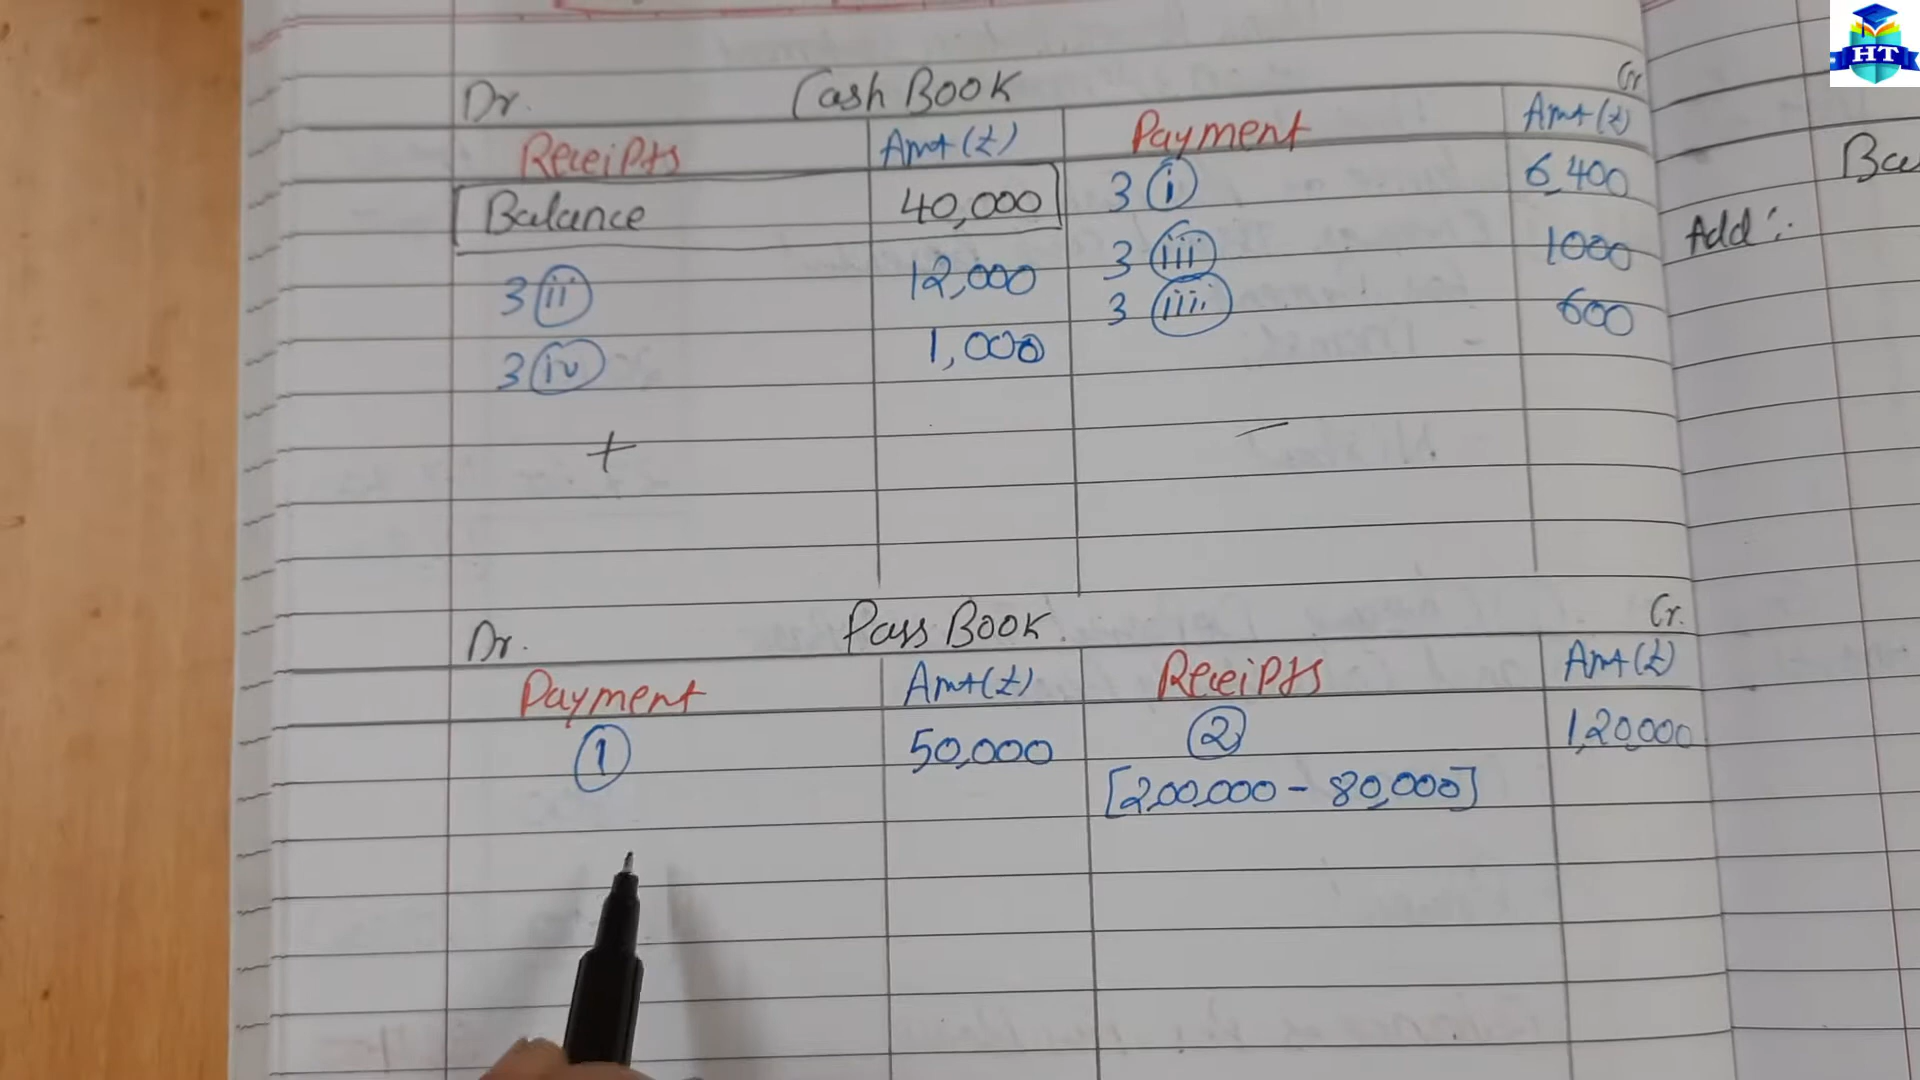 HT
Dr. Cash Book Cr
Receipts Amt (₹) Payment Amt (₹)
Balance 40,000 3 (i) 6,400
3 (ii) 12,000 3 (iii) 1000
3 (iv) 1,000 3 (iiii) 600
+ −
Dr. Pass Book. Cr.
Payment Amt (₹) Receipts Amt (₹)
1 50,000 2 1,20,000
[2,00,000 - 80,000]
Add :-